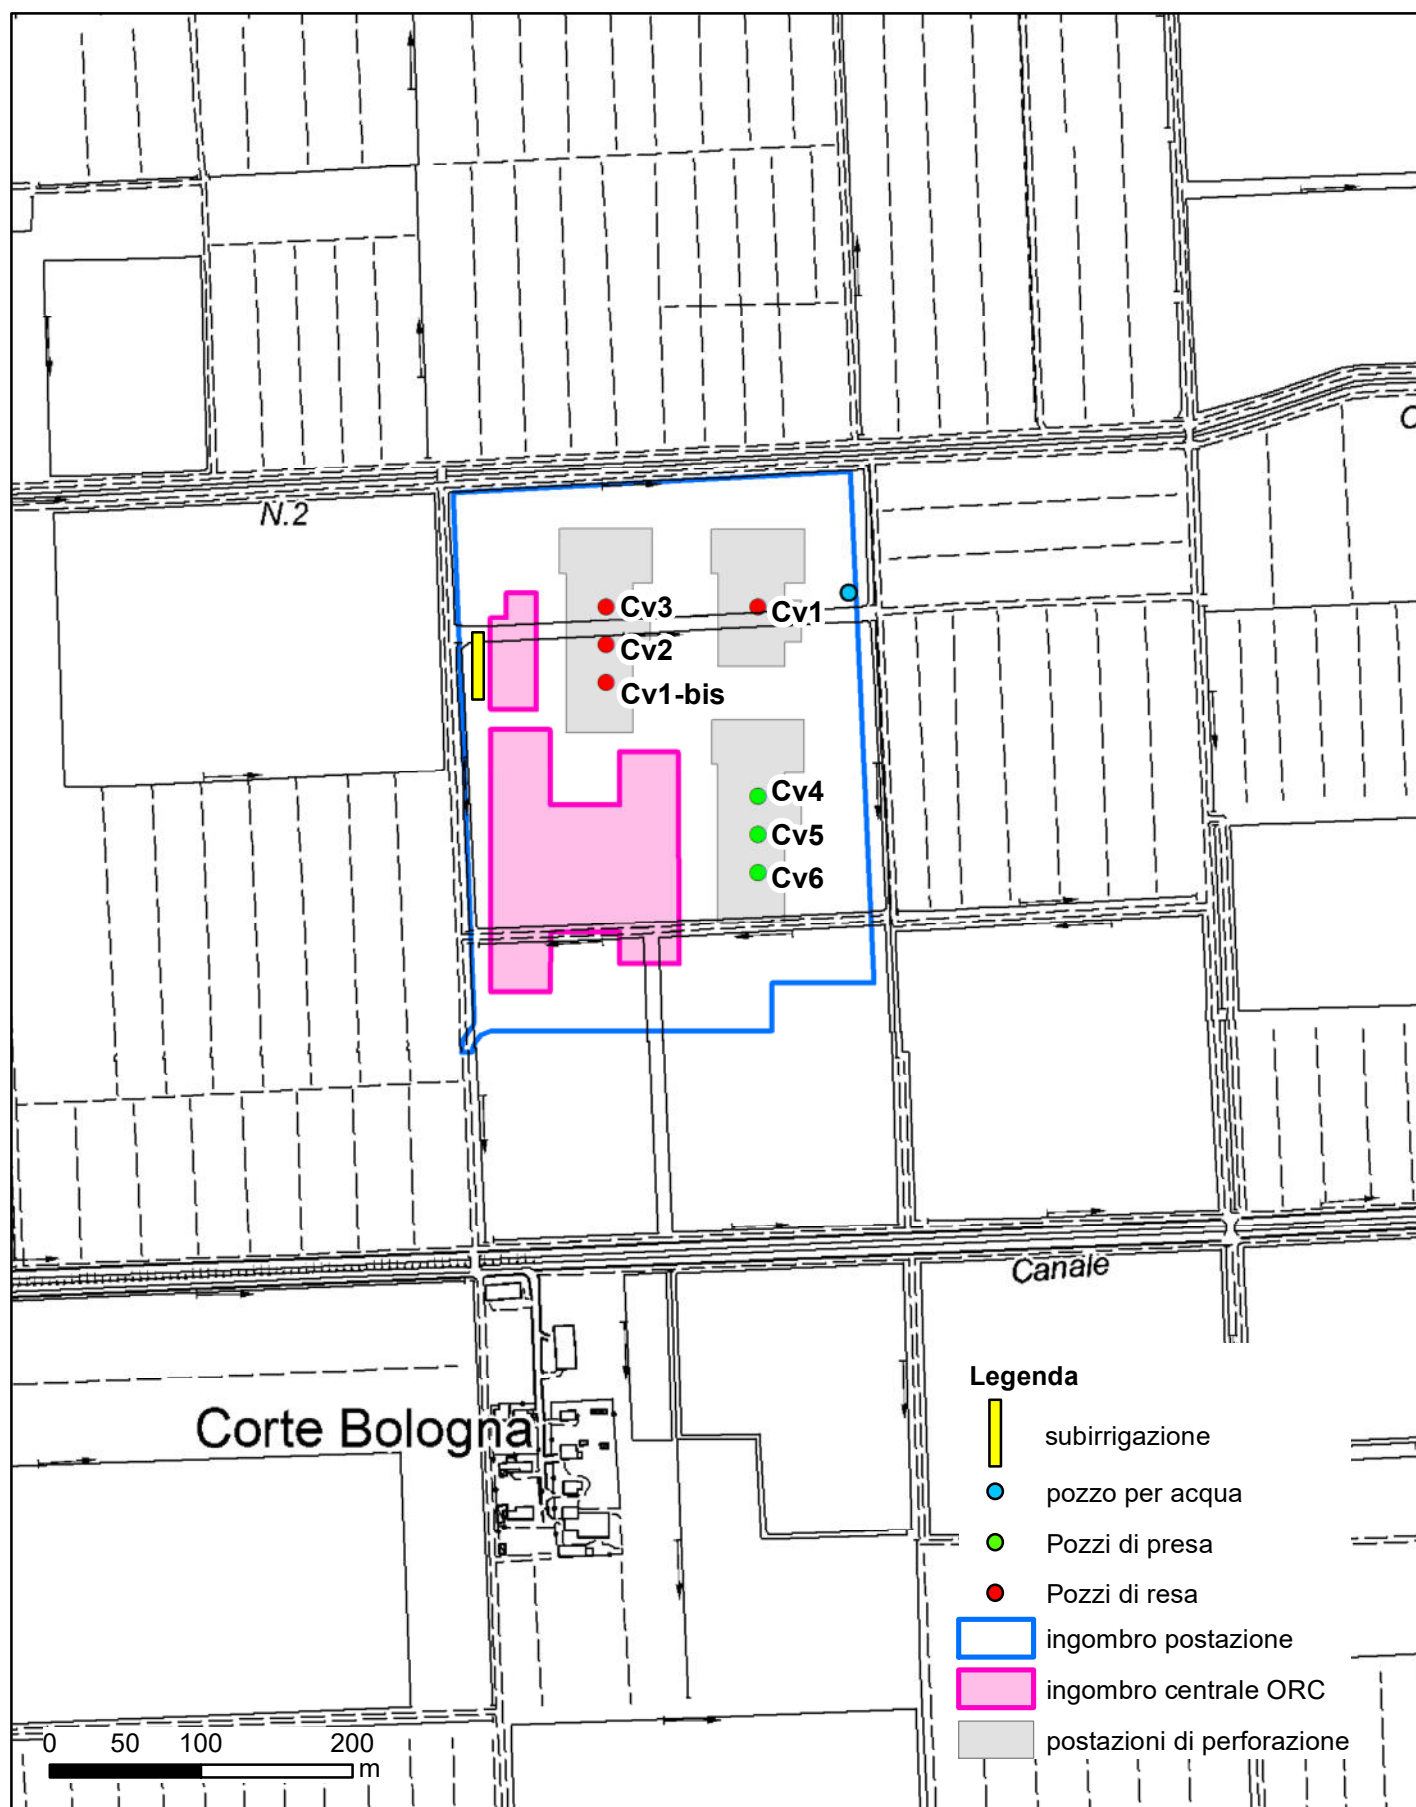 C
N.2
Cv3
Cv1
Cv2
Cv1-bis
Cv4
Cv5
Cv6
Canale
Corte Bologna
Legenda
subirrigazione
pozzo per acqua
Pozzi di presa
Pozzi di resa
ingombro postazione
ingombro centrale ORC
postazioni di perforazione
0 50 100 200
m